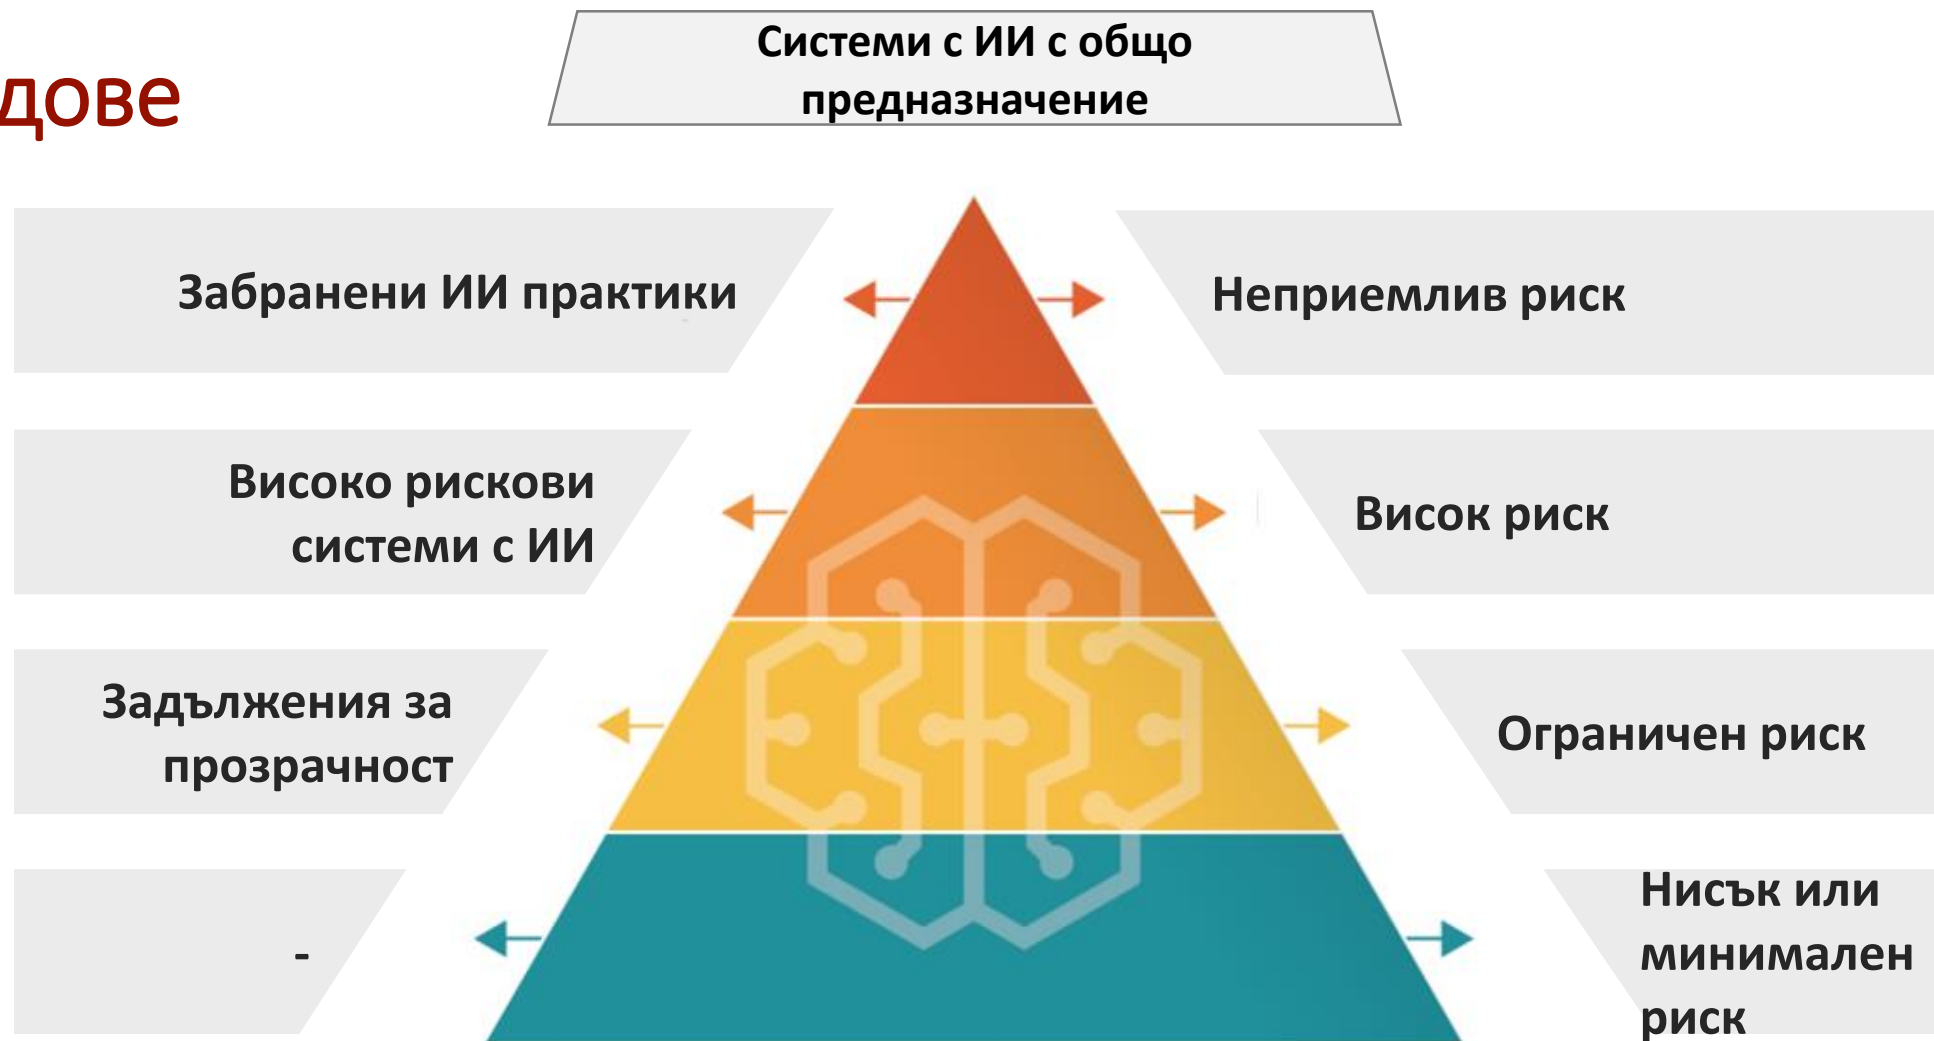 Системи с ИИ с общо
предназначение
дове
Забранени ИИ практики
Неприемлив риск
Високо рискови
системи с ИИ
Висок риск
Задължения за
прозрачност
Ограничен риск
-
Нисък или
минимален
риск